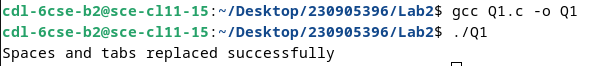 cdl-6cse-b2@sce-cl11-15:~/Desktop/230905396/Lab2$ gcc Q1.c -o Q1
cdl-6cse-b2@sce-cl11-15:~/Desktop/230905396/Lab2$ ./Q1
Spaces and tabs replaced successfully